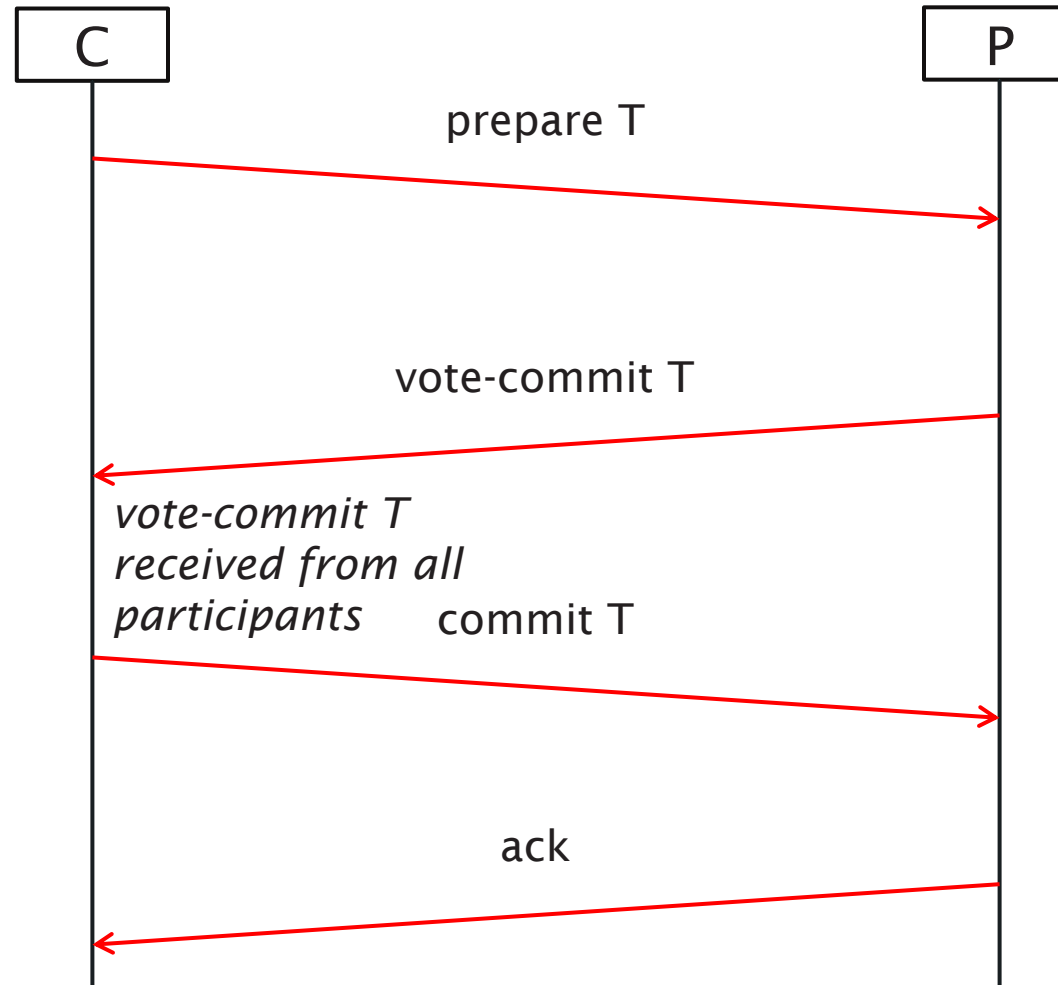 C
P
prepare T
vote-commit T
vote-commit T
received from all
participants
commit T
ack